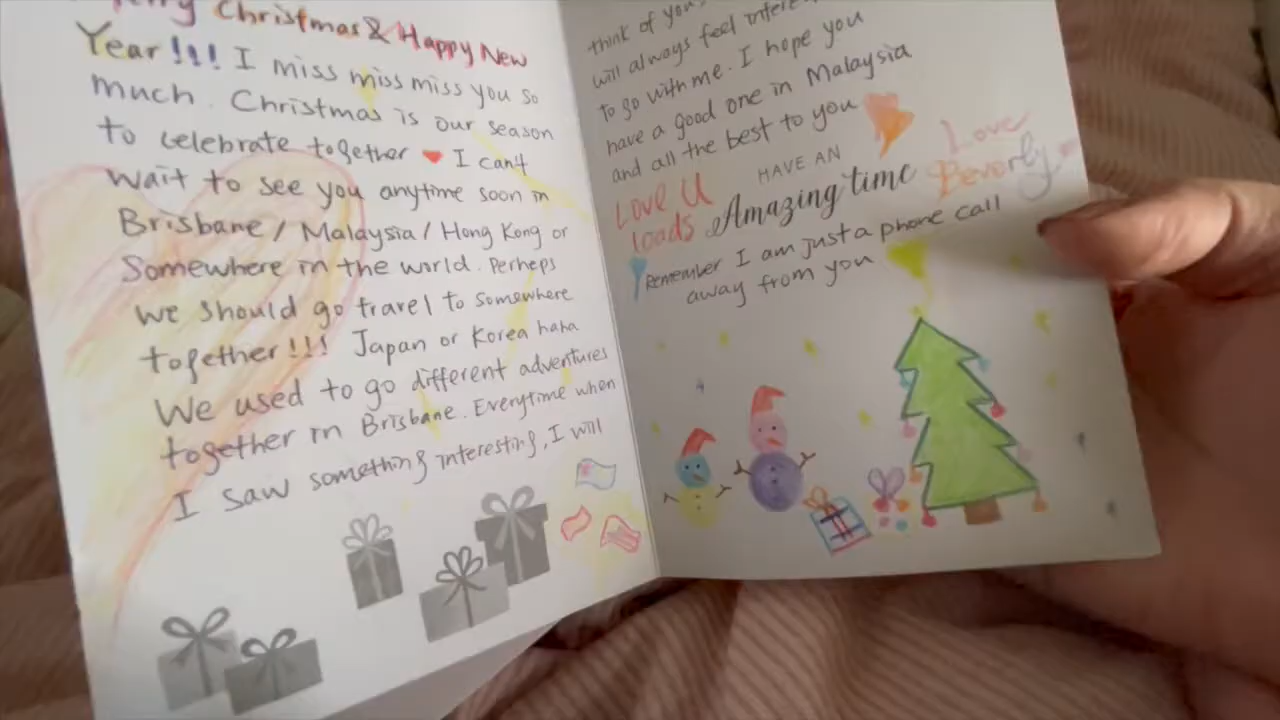 Christmas & Happy New
Year!!! I miss miss miss you so
much. Christmas is our season
to celebrate together ♥ I can't
wait to see you anytime soon in
Brisbane / Malaysia / Hong Kong or
Somewhere in the world. Perheps
we should go travel to somewhere
together!!! Japan or Korea haha
We used to go different adventures
together in Brisbane. Everytime when
I saw something interesting, I will
think of you
will always feel
to go with me. I hope you
have a good one in Malaysia
and all the best to you
Love U
loads
HAVE AN
Amazing time
Love
Beverly
Remember I am just a phone call
away from you